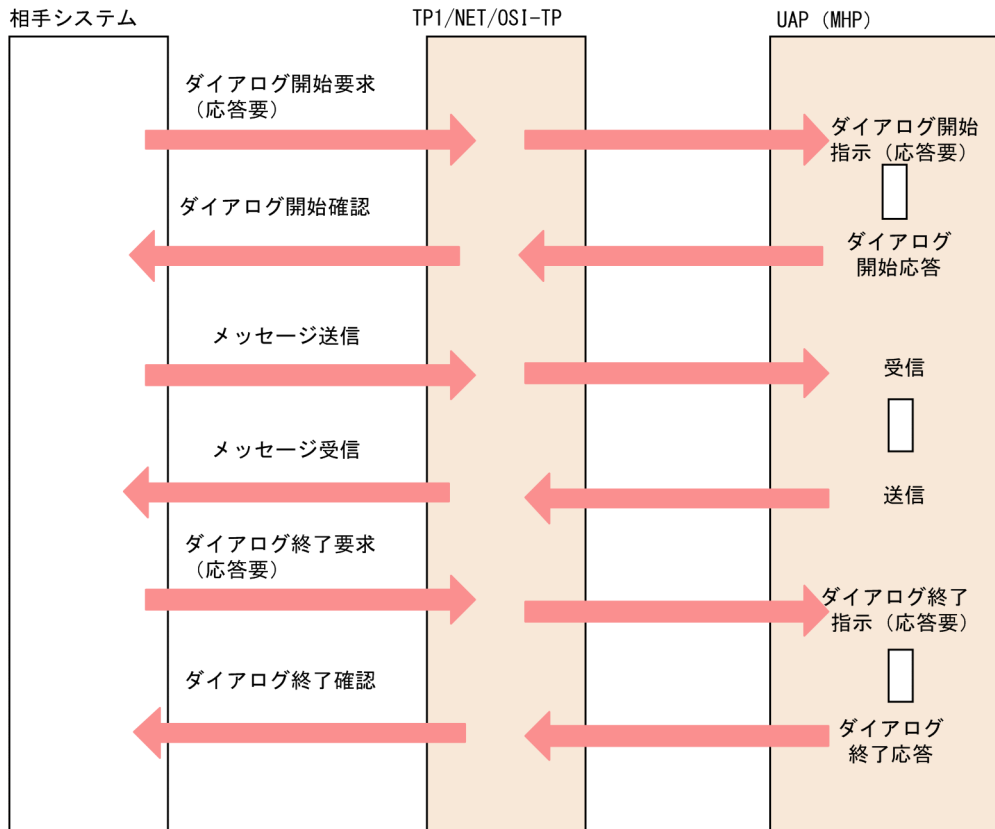 相手システム
TP1/NET/OSI-TP
UAP（MHP）
ダイアログ開始要求
（応答要）
ダイアログ開始
指示（応答要）
ダイアログ開始確認
ダイアログ
開始応答
メッセージ送信
受信
メッセージ受信
送信
ダイアログ終了要求
（応答要）
ダイアログ終了
指示（応答要）
ダイアログ終了確認
ダイアログ
終了応答